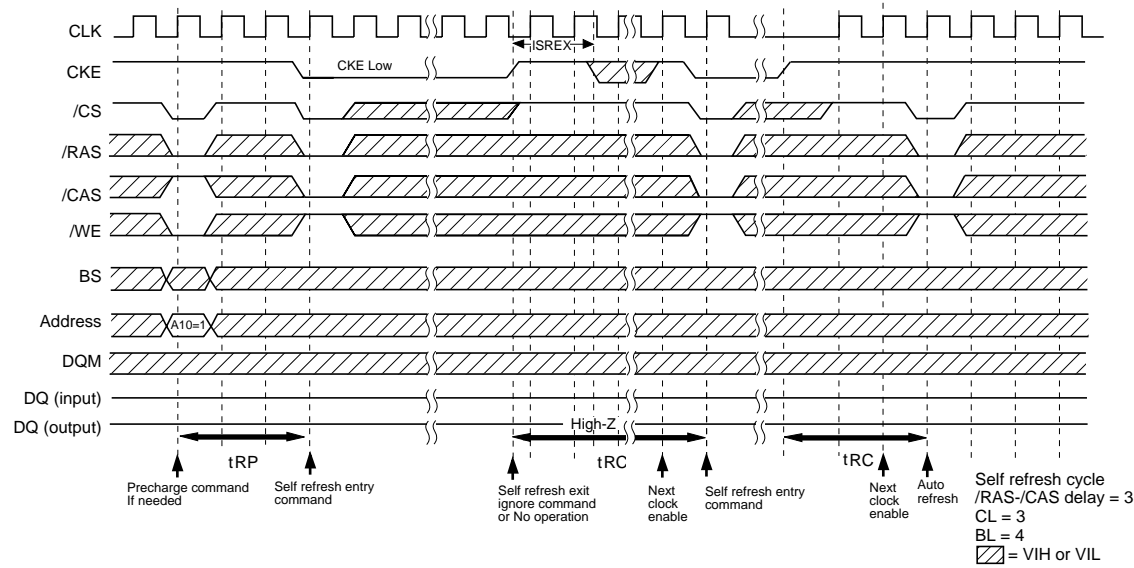 CLK
ISREX
CKE
CKE Low
/CS
/RAS
/CAS
/WE
BS
Address
A10=1
DQM
DQ (input)
DQ (output)
High-Z
tRP
tRC
tRC
Precharge command
If needed
Self refresh entry
command
Self refresh exit
ignore command
or No operation
Next
clock
enable
Self refresh entry
command
Next
clock
enable
Auto
refresh
Self refresh cycle
/RAS-/CAS delay = 3
CL = 3
BL = 4
= VIH or VIL